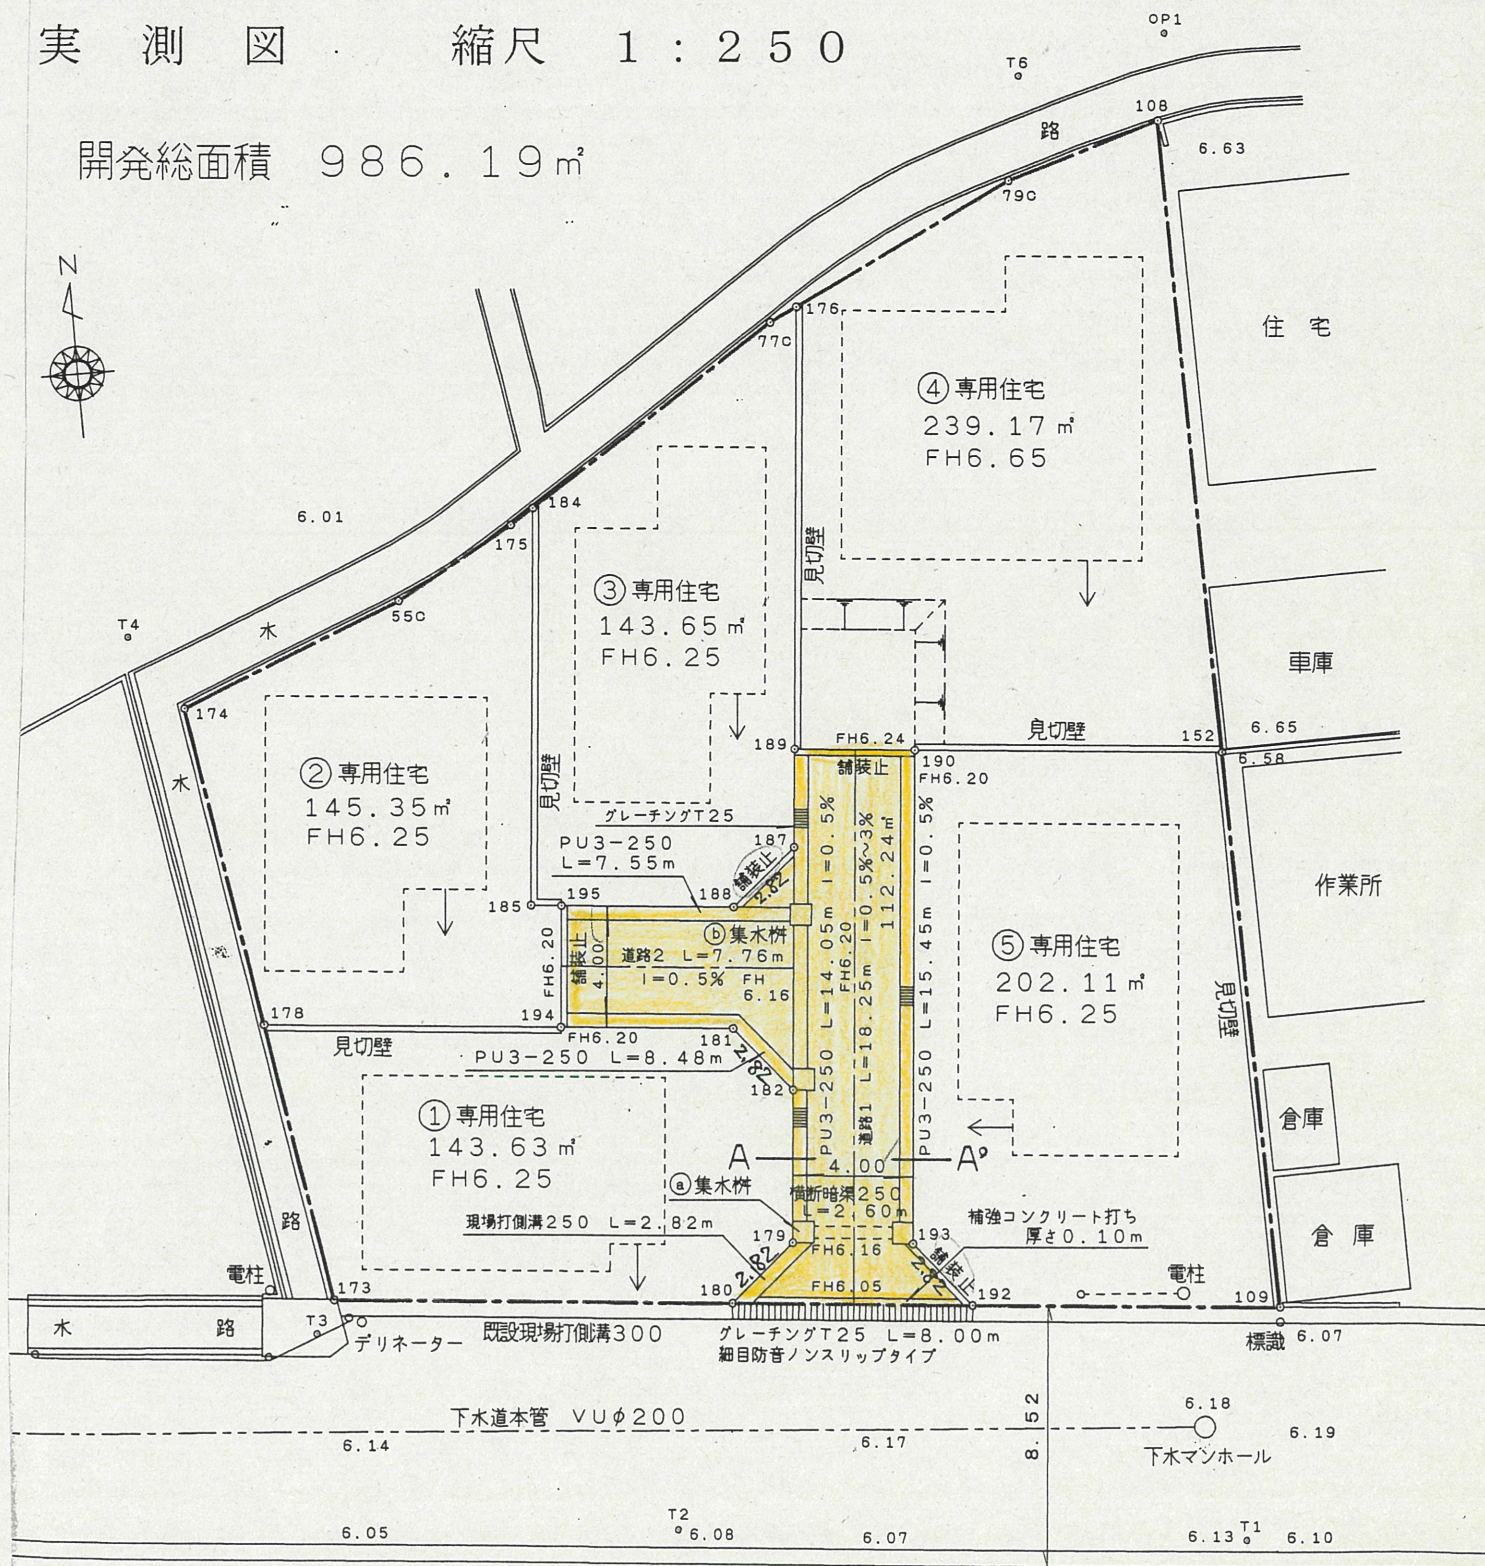 実測図 縮尺 1:250
開発総面積 986.19㎡
N
OP1
T6
108
路
6.63
79C
176
77C
住宅
④専用住宅
239.17㎡
FH6.65
184
175
6.01
見切壁
③専用住宅
143.65㎡
FH6.25
55C
T4
水
車庫
174
189
FH6.24
見切壁
152
6.65
6.58
舗装止
190
FH6.20
水
②専用住宅
145.35㎡
FH6.25
見切壁
グレーチングT25
187
PU3-250
L=7.55m
舗装止
2.82
188
185
195
作業所
ⓑ集水桝
道路2 L=7.76m
I=0.5%
FH
6.16
FH6.20
舗装止
4.00
PU3-250 L=14.05m I=0.5%
FH6.20
道路1 L=18.25m I=0.5%~3%
112.24㎡
PU3-250 L=15.45m I=0.5%
⑤専用住宅
202.11㎡
FH6.25
見切壁
178
194
見切壁
FH6.20
181
PU3-250 L=8.48m
2.82
182
倉庫
①専用住宅
143.63㎡
FH6.25
A
4.00
A'
ⓐ集水桝
横断暗渠250
L=2.60m
現場打側溝250 L=2.82m
179
193
補強コンクリート打ち
厚さ0.10m
倉庫
路
FH6.16
2.82
舗装止
2.82
FH6.05
電柱
173
180
192
電柱
109
水路
T3
デリネーター
既設現場打側溝300
グレーチングT25 L=8.00m
細目防音ノンスリップタイプ
標識
6.07
8.52
下水道本管 VUφ200
6.14
6.17
6.18
6.19
下水マンホール
6.05
T2
6.08
6.07
6.13
T1
6.10